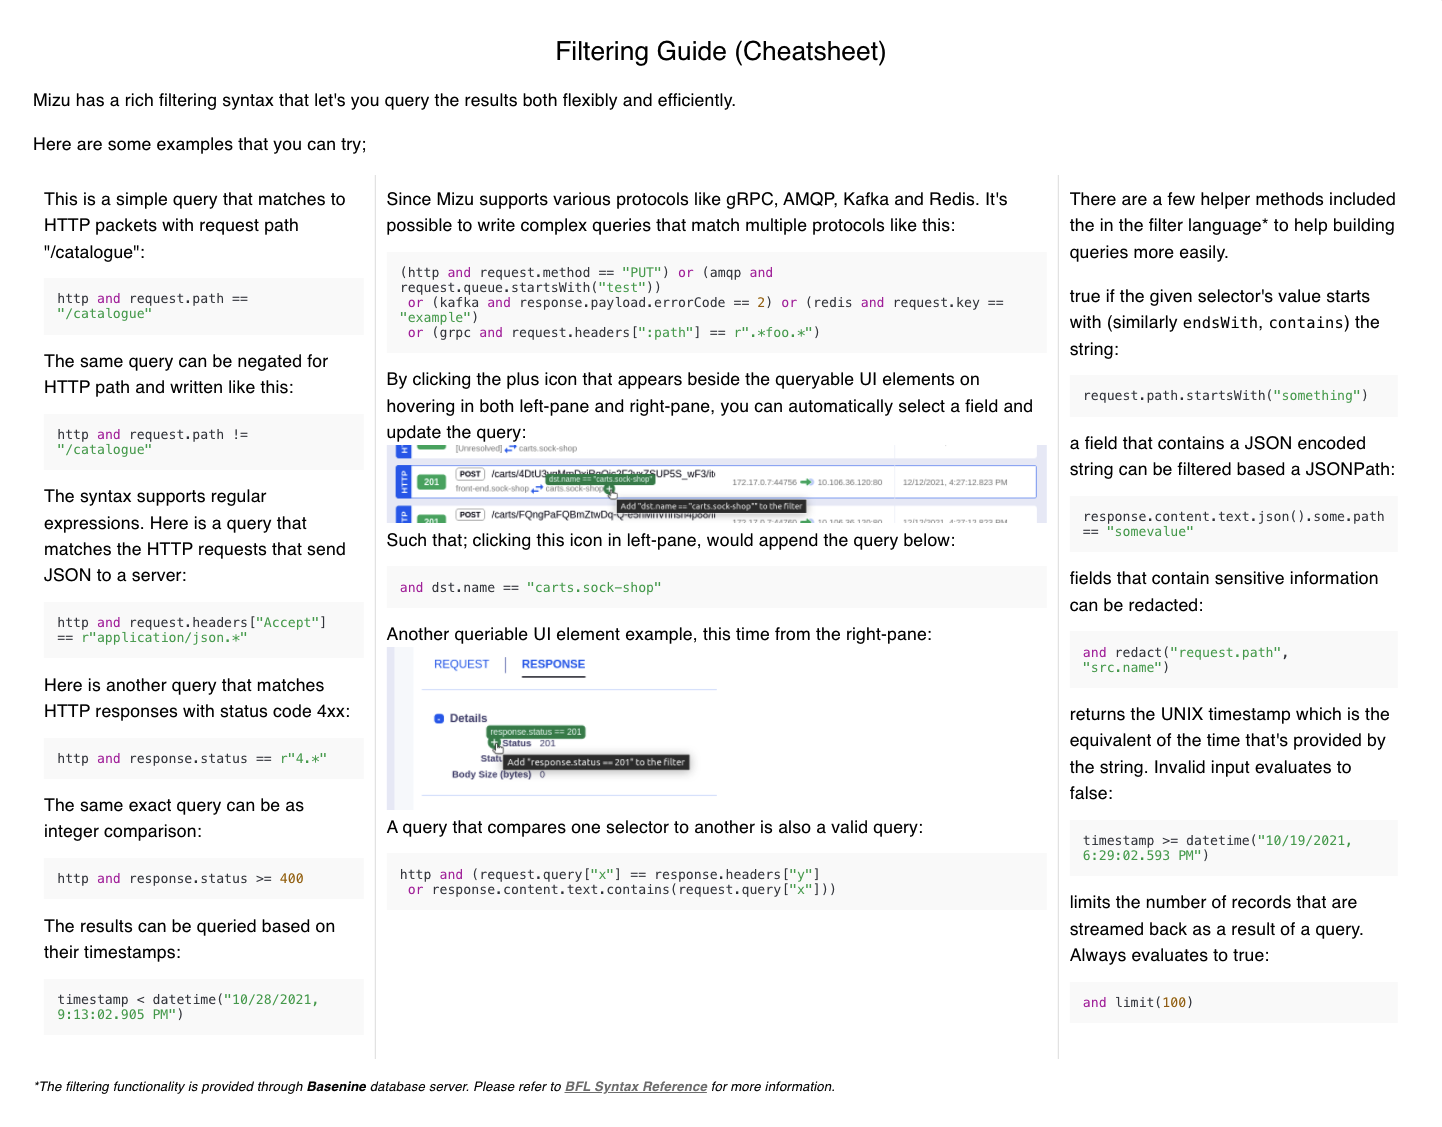 Filtering Guide (Cheatsheet)
Mizu has a rich filtering syntax that let's you query the results both flexibly and efficiently.
Here are some examples that you can try;
This is a simple query that matches to
HTTP packets with request path
"/catalogue":
http and request.path ==
"/catalogue"
The same query can be negated for
HTTP path and written like this:
http and request.path !=
"/catalogue"
The syntax supports regular
expressions. Here is a query that
matches the HTTP requests that send
JSON to a server:
http and request.headers["Accept"]
== r"application/json.*"
Here is another query that matches
HTTP responses with status code 4xx:
http and response.status == r"4.*"
The same exact query can be as
integer comparison:
http and response.status >= 400
The results can be queried based on
their timestamps:
timestamp < datetime("10/28/2021,
9:13:02.905 PM")
Since Mizu supports various protocols like gRPC, AMQP, Kafka and Redis. It's
possible to write complex queries that match multiple protocols like this:
(http and request.method == "PUT") or (amqp and
request.queue.startsWith("test"))
or (kafka and response.payload.errorCode == 2) or (redis and request.key ==
"example")
or (grpc and request.headers[":path"] == r".*foo.*")
By clicking the plus icon that appears beside the queryable UI elements on
hovering in both left-pane and right-pane, you can automatically select a field and
update the query:
[Unresolved] carts.sock-shop
HTTP 201 POST /carts/
dst.name == "carts.sock-shop"
front-end.sock-shop carts.sock-shop 172.17.0.7:44756 10.106.36.120:80 12/12/2021, 4:27:12.823 PM
Add "dst.name == "carts.sock-shop"" to the filter
201 POST
Such that; clicking this icon in left-pane, would append the query below:
and dst.name == "carts.sock-shop"
Another queriable UI element example, this time from the right-pane:
REQUEST | RESPONSE
Details
response.status == 201
Status 201
Add "response.status == 201" to the filter
Body Size (bytes) 0
A query that compares one selector to another is also a valid query:
http and (request.query["x"] == response.headers["y"]
or response.content.text.contains(request.query["x"]))
There are a few helper methods included
the in the filter language* to help building
queries more easily.
true if the given selector's value starts
with (similarly endsWith, contains) the
string:
request.path.startsWith("something")
a field that contains a JSON encoded
string can be filtered based a JSONPath:
response.content.text.json().some.path
== "somevalue"
fields that contain sensitive information
can be redacted:
and redact("request.path",
"src.name")
returns the UNIX timestamp which is the
equivalent of the time that's provided by
the string. Invalid input evaluates to
false:
timestamp >= datetime("10/19/2021,
6:29:02.593 PM")
limits the number of records that are
streamed back as a result of a query.
Always evaluates to true:
and limit(100)
*The filtering functionality is provided through Basenine database server. Please refer to BFL Syntax Reference for more information.